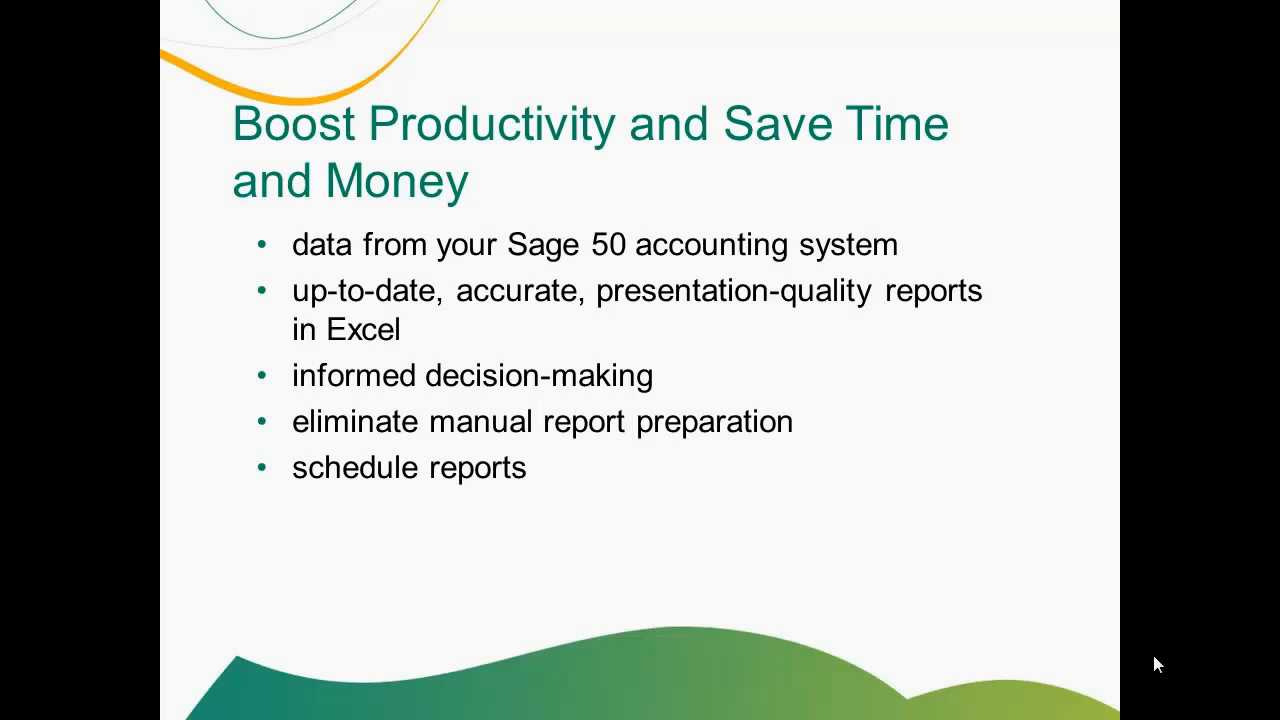 Boost Productivity and Save Time
and Money
• data from your Sage 50 accounting system
• up-to-date, accurate, presentation-quality reports
in Excel
• informed decision-making
• eliminate manual report preparation
• schedule reports